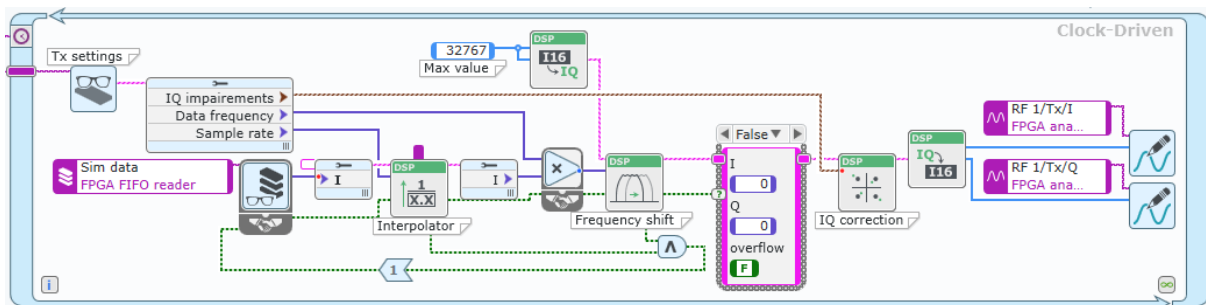 Clock-Driven
Tx settings
32767
Max value
DSP
I16
IQ
IQ impairements
Data frequency
Sample rate
False
RF 1/Tx/I
FPGA ana...
Sim data
FPGA FIFO reader
I
DSP
1
X.X
Interpolator
I
×
DSP
Frequency shift
I
0
Q
0
overflow
F
?
DSP
IQ correction
DSP
IQ
I16
RF 1/Tx/Q
FPGA ana...
1
Λ
i
∞